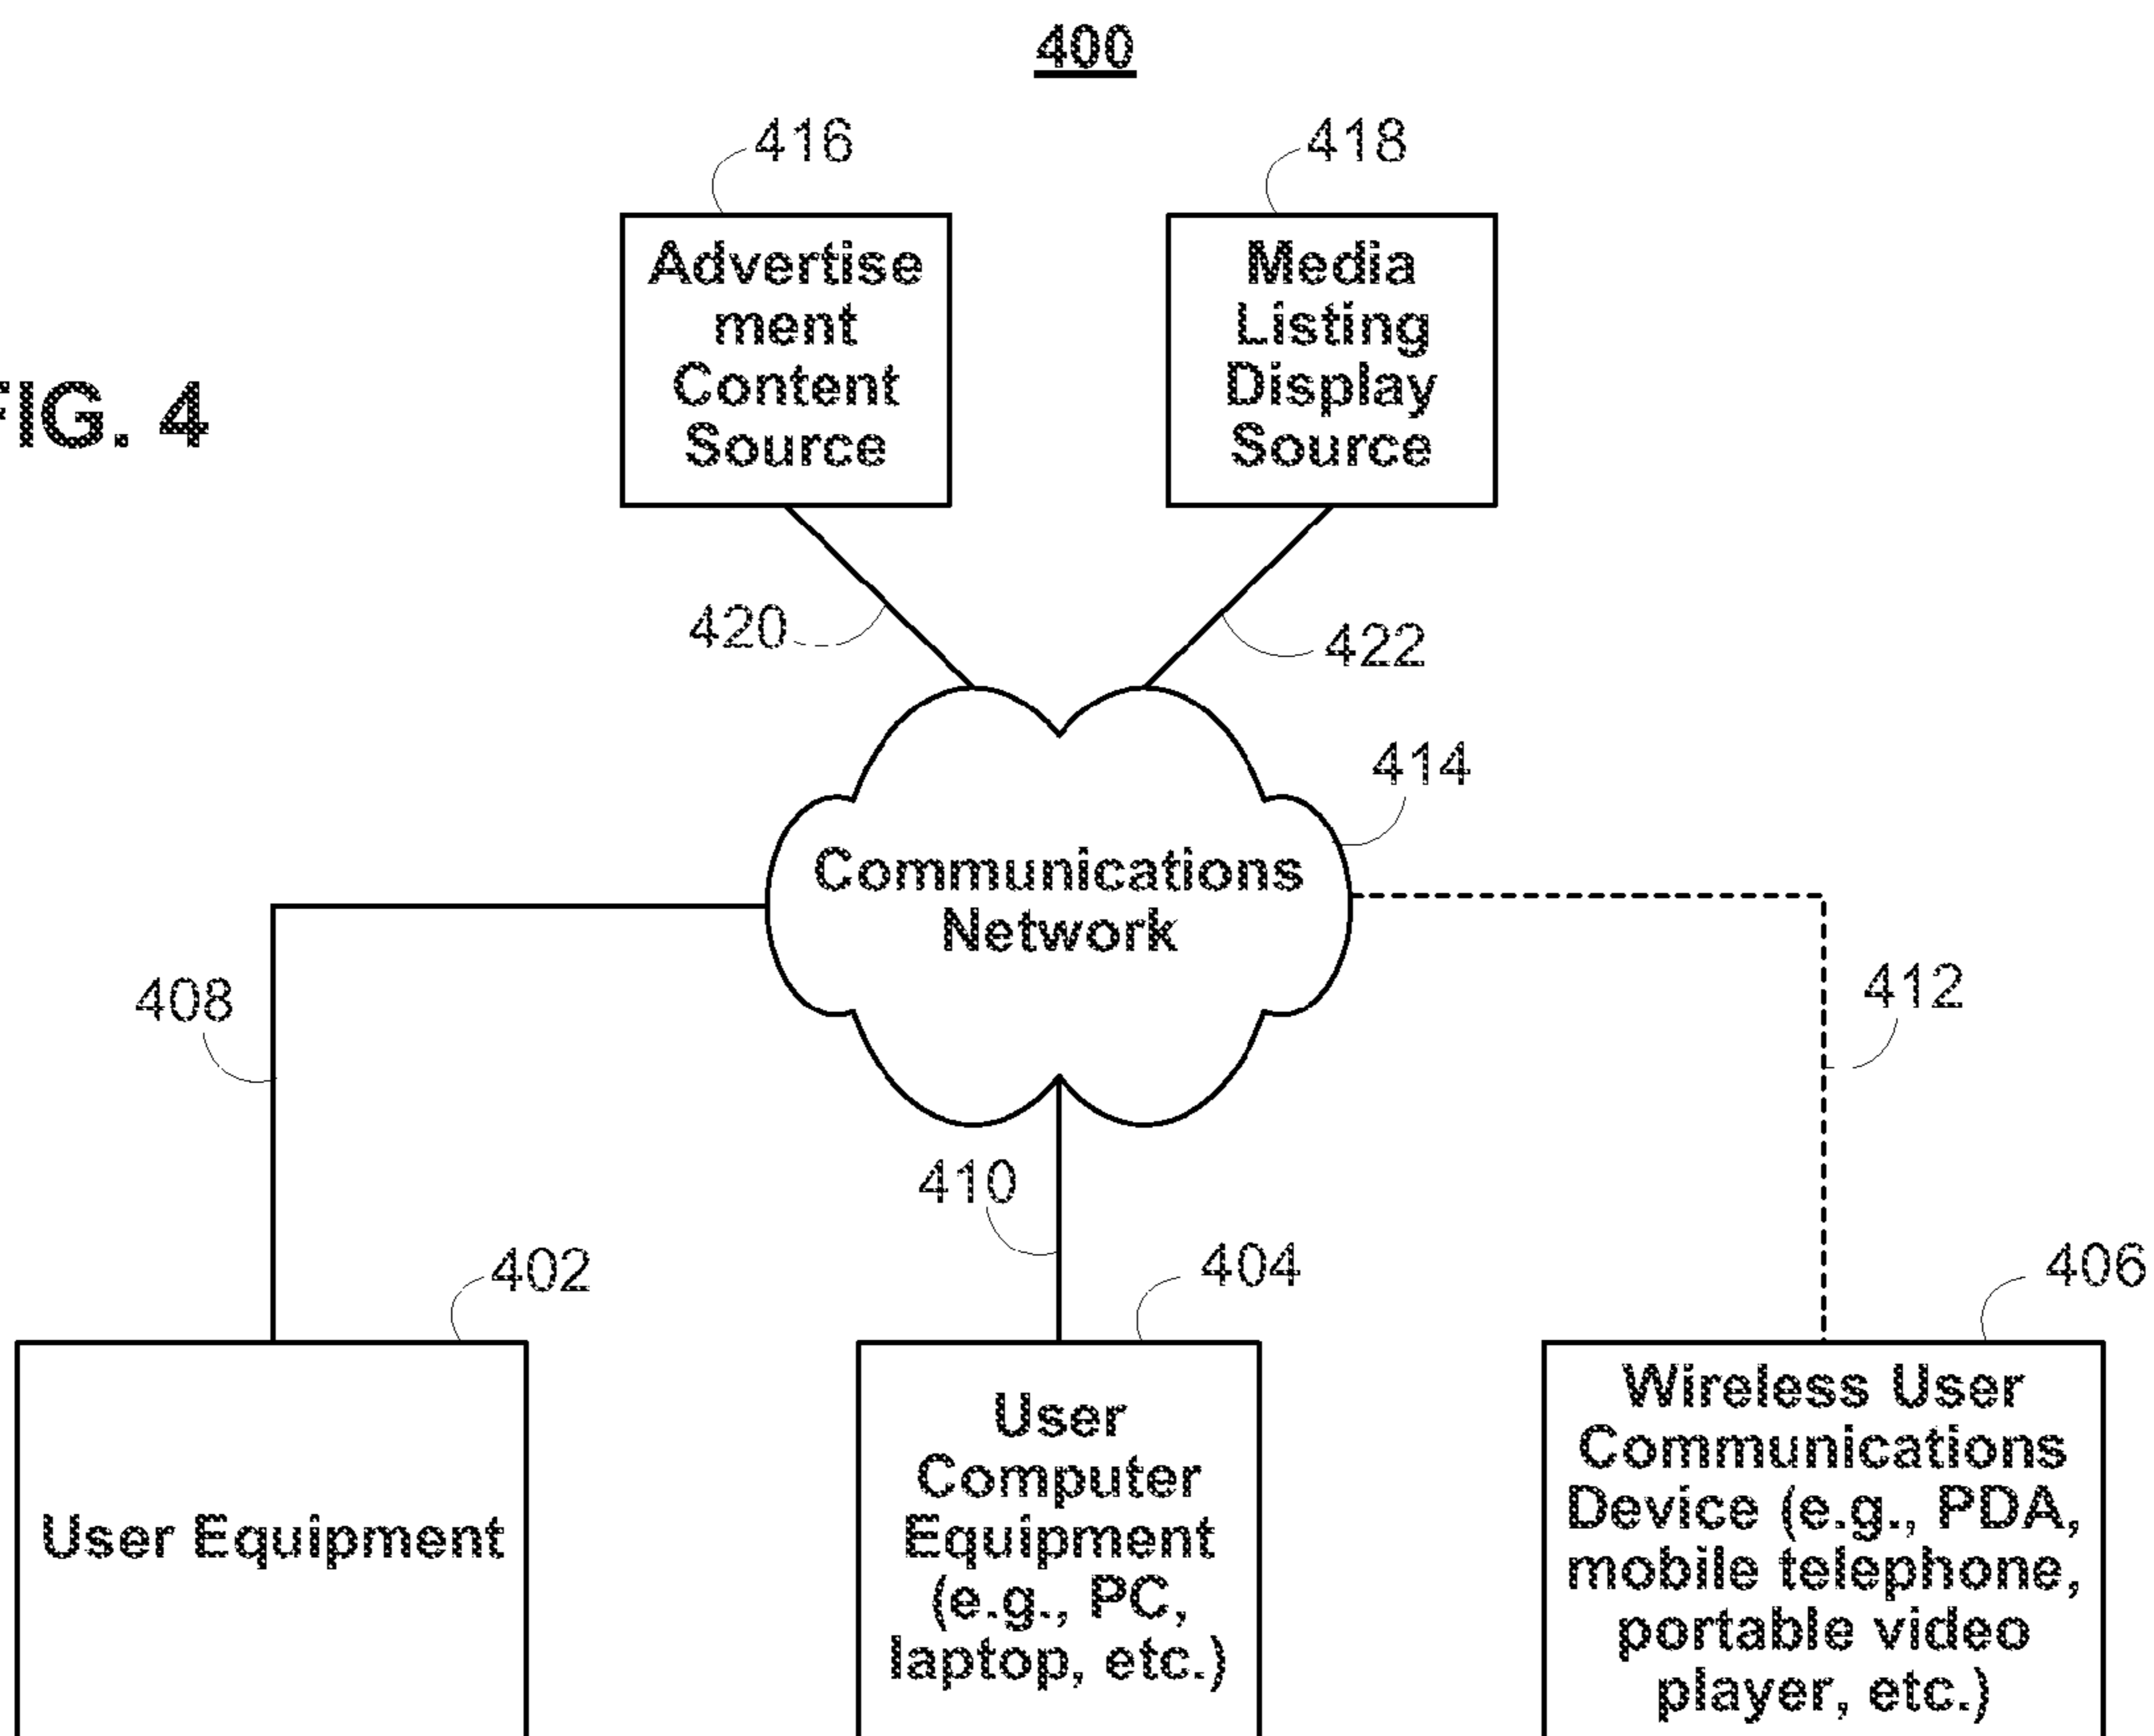 400
416
418
Advertise
ment
Content
Source
Media
Listing
Display
Source
FIG. 4
420
422
414
Communications
Network
408
412
410
402
404
406
User Equipment
User
Computer
Equipment
(e.g., PC,
laptop, etc.)
Wireless User
Communications
Device (e.g., PDA,
mobile telephone,
portable video
player, etc.)